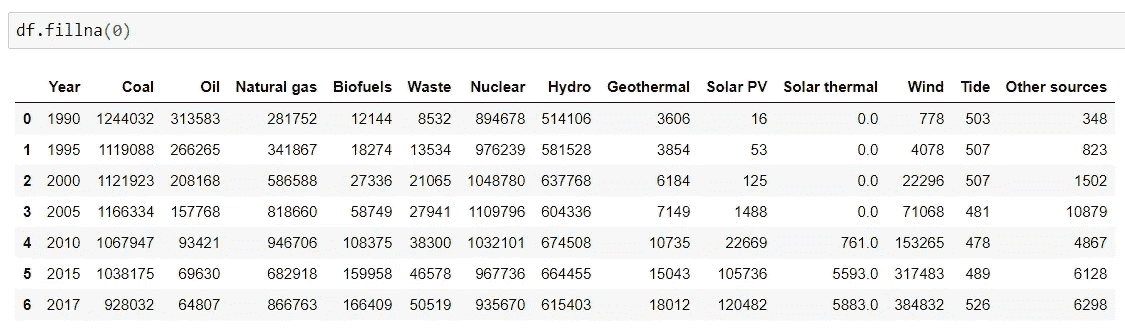 df.fillna(0)
Year Coal Oil Natural gas Biofuels Waste Nuclear Hydro Geothermal Solar PV Solar thermal Wind Tide Other sources
0 1990 1244032 313583 281752 12144 8532 894678 514106 3606 16 0.0 778 503 348
1 1995 1119088 266265 341867 18274 13534 976239 581528 3854 53 0.0 4078 507 823
2 2000 1121923 208168 586588 27336 21065 1048780 637768 6184 125 0.0 22296 507 1502
3 2005 1166334 157768 818660 58749 27941 1109796 604336 7149 1488 0.0 71068 481 10879
4 2010 1067947 93421 946706 108375 38300 1032101 674508 10735 22669 761.0 153265 478 4867
5 2015 1038175 69630 682918 159958 46578 967736 664455 15043 105736 5593.0 317483 489 6128
6 2017 928032 64807 866763 166409 50519 935670 615403 18012 120482 5883.0 384832 526 6298